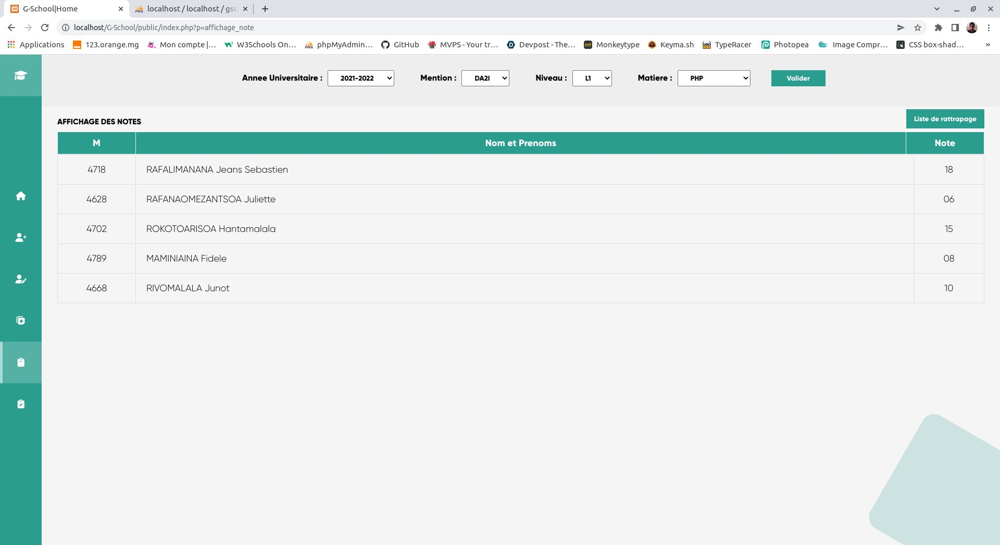 G-School|Home
localhost / localhost / gsc
localhost/G-School/public/index.php?p=affichage_note
Applications 123.orange.mg Mon compte |... W3Schools On... phpMyAdmin... GitHub MVPS - Your tr... Devpost - The... Monkeytype Keyma.sh TypeRacer Photopea Image Compr... CSS box-shad... »
Annee Universitaire : 2021-2022 Mention : DA2I Niveau : L1 Matiere : PHP Valider
AFFICHAGE DES NOTES
Liste de rattrapage
M Nom et Prenoms Note
4718 RAFALIMANANA Jeans Sebastien 18
4628 RAFANAOMEZANTSOA Juliette 06
4702 ROKOTOARISOA Hantamalala 15
4789 MAMINIAINA Fidele 08
4668 RIVOMALALA Junot 10